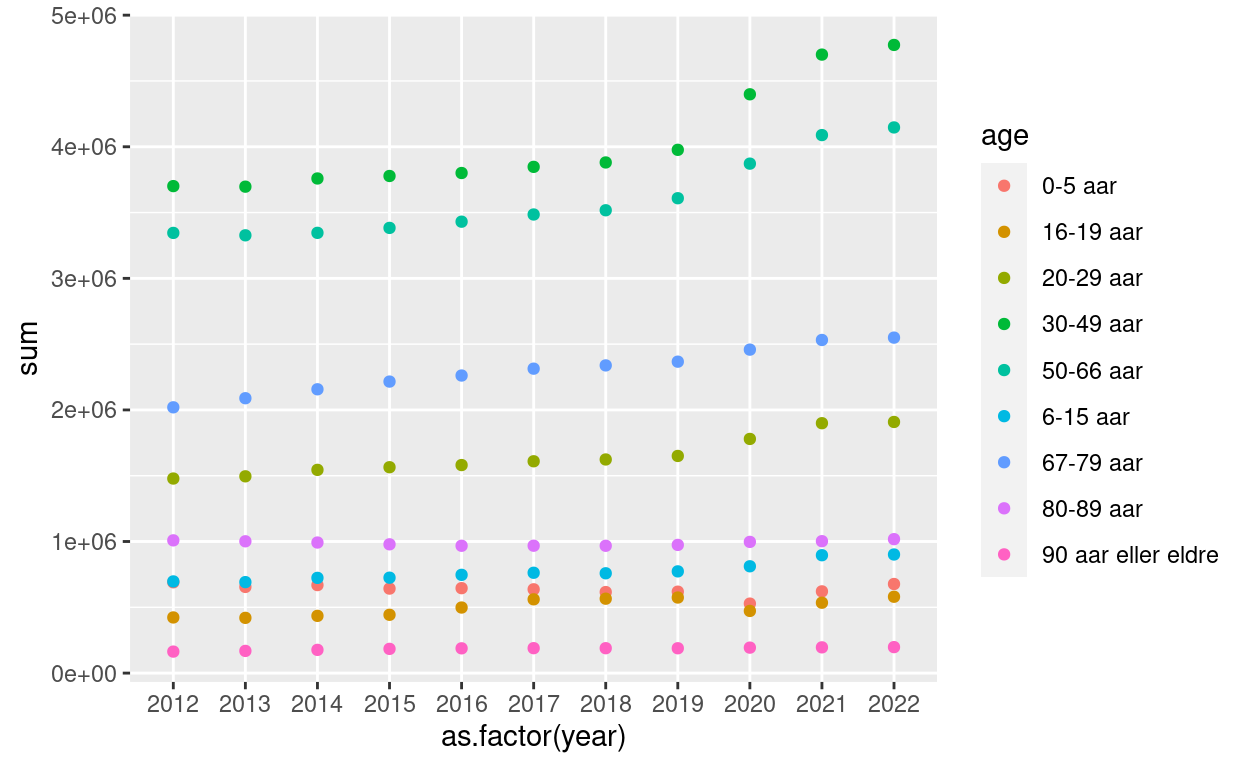 5e+06
4e+06
3e+06
2e+06
1e+06
0e+00
sum
2012 2013 2014 2015 2016 2017 2018 2019 2020 2021 2022
as.factor(year)
age
0-5 aar
16-19 aar
20-29 aar
30-49 aar
50-66 aar
6-15 aar
67-79 aar
80-89 aar
90 aar eller eldre